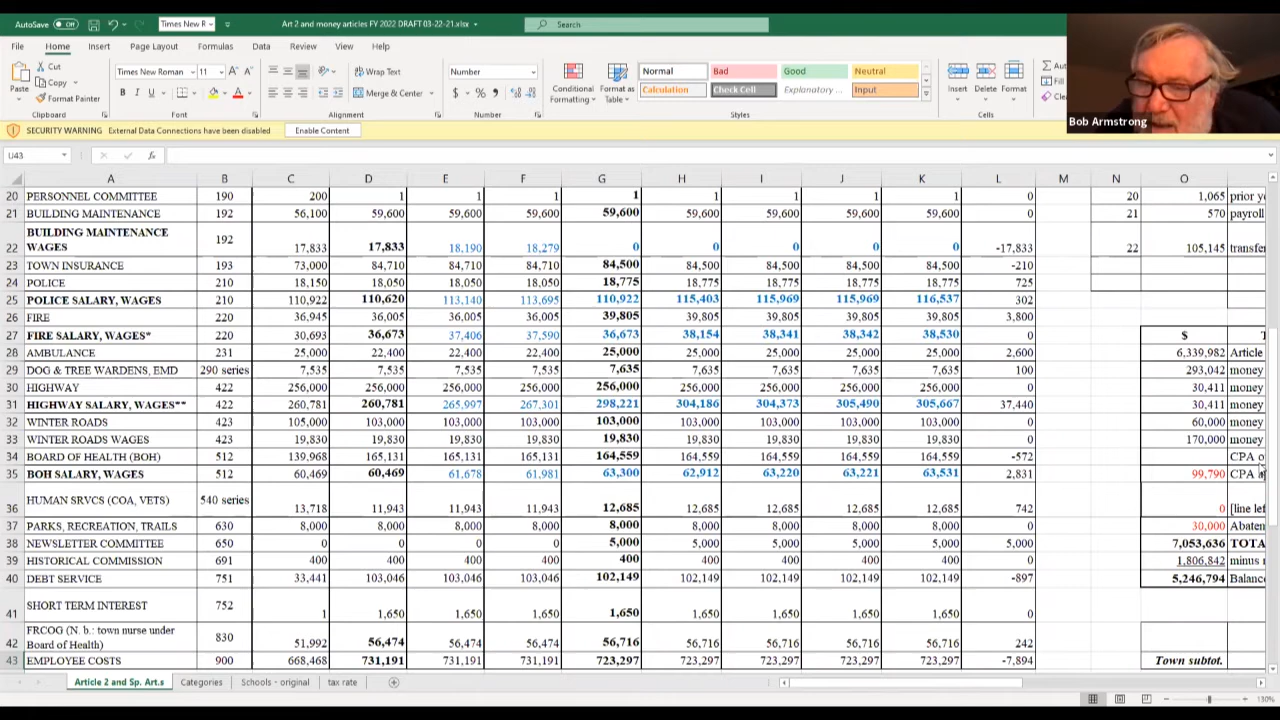 AutoSave Off Times New R Art 2 and money articles FY 2022 DRAFT 03-22-21.xlsx Search
File Home Insert Page Layout Formulas Data Review View Help
Paste Cut Copy Format Painter Times New Roman 11 Wrap Text Merge & Center Number Conditional Formatting Format as Table Normal Bad Good Neutral Calculation Check Cell Explanatory ... Input Insert Delete Format Fill
Clipboard Font Alignment Number Styles Cells
Bob Armstrong
SECURITY WARNING External Data Connections have been disabled Enable Content
U43 fx
A B C D E F G H I J K L M N O
20 PERSONNEL COMMITTEE 190 200 1 1 1 1 1 1 1 1 0 20 1,065 prior ye
21 BUILDING MAINTENANCE 192 56,100 59,600 59,600 59,600 59,600 59,600 59,600 59,600 59,600 0 21 570 payroll
22 BUILDING MAINTENANCE WAGES 192 17,833 17,833 18,190 18,279 0 0 0 0 0 -17,833 22 105,145 transfer
23 TOWN INSURANCE 193 73,000 84,710 84,710 84,710 84,500 84,500 84,500 84,500 84,500 -210
24 POLICE 210 18,150 18,050 18,050 18,050 18,775 18,775 18,775 18,775 18,775 725
25 POLICE SALARY, WAGES 210 110,922 110,620 113,140 113,695 110,922 115,403 115,969 115,969 116,537 302
26 FIRE 220 36,945 36,005 36,005 36,005 39,805 39,805 39,805 39,805 39,805 3,800
27 FIRE SALARY, WAGES* 220 30,693 36,673 37,406 37,590 36,673 38,154 38,341 38,342 38,530 0 $
28 AMBULANCE 231 25,000 22,400 22,400 22,400 25,000 25,000 25,000 25,000 25,000 2,600 6,339,982 Article
29 DOG & TREE WARDENS, EMD 290 series 7,535 7,535 7,535 7,535 7,635 7,635 7,635 7,635 7,635 100 293,042 money
30 HIGHWAY 422 256,000 256,000 256,000 256,000 256,000 256,000 256,000 256,000 256,000 0 30,411 money
31 HIGHWAY SALARY, WAGES** 422 260,781 260,781 265,997 267,301 298,221 304,186 304,373 305,490 305,667 37,440 30,411 money
32 WINTER ROADS 423 105,000 103,000 103,000 103,000 103,000 103,000 103,000 103,000 103,000 0 60,000 money
33 WINTER ROADS WAGES 423 19,830 19,830 19,830 19,830 19,830 19,830 19,830 19,830 19,830 0 170,000 money
34 BOARD OF HEALTH (BOH) 512 139,968 165,131 165,131 165,131 164,559 164,559 164,559 164,559 164,559 -572 CPA o
35 BOH SALARY, WAGES 512 60,469 60,469 61,678 61,981 63,300 62,912 63,220 63,221 63,531 2,831 99,790 CPA
36 HUMAN SRVCS (COA, VETS) 540 series 13,718 11,943 11,943 11,943 12,685 12,685 12,685 12,685 12,685 742 0 [line lef
37 PARKS, RECREATION, TRAILS 630 8,000 8,000 8,000 8,000 8,000 8,000 8,000 8,000 8,000 0 30,000 Abaten
38 NEWSLETTER COMMITTEE 650 0 0 0 0 5,000 5,000 5,000 5,000 5,000 5,000 7,053,636 TOTA
39 HISTORICAL COMMISSION 691 400 400 400 400 400 400 400 400 400 0 1,806,842 minus
40 DEBT SERVICE 751 33,441 103,046 103,046 103,046 102,149 102,149 102,149 102,149 102,149 -897 5,246,794 Balance
41 SHORT TERM INTEREST 752 1 1,650 1,650 1,650 1,650 1,650 1,650 1,650 1,650 0
42 FRCOG (N. b.: town nurse under Board of Health) 830 51,992 56,474 56,474 56,474 56,716 56,716 56,716 56,716 56,716 242
43 EMPLOYEE COSTS 900 668,468 731,191 731,191 731,191 723,297 723,297 723,297 723,297 723,297 -7,894 Town subtot.
Article 2 and Sp. Art.s Categories Schools - original tax rate
130%